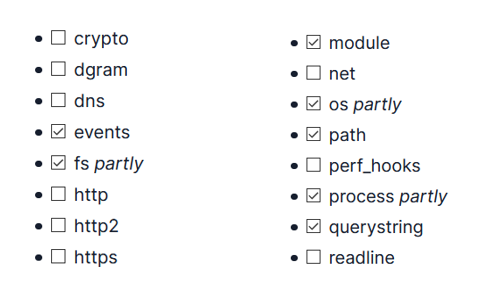 crypto
dgram
dns
events
fs partly
http
http2
https
module
net
os partly
path
perf_hooks
process partly
querystring
readline